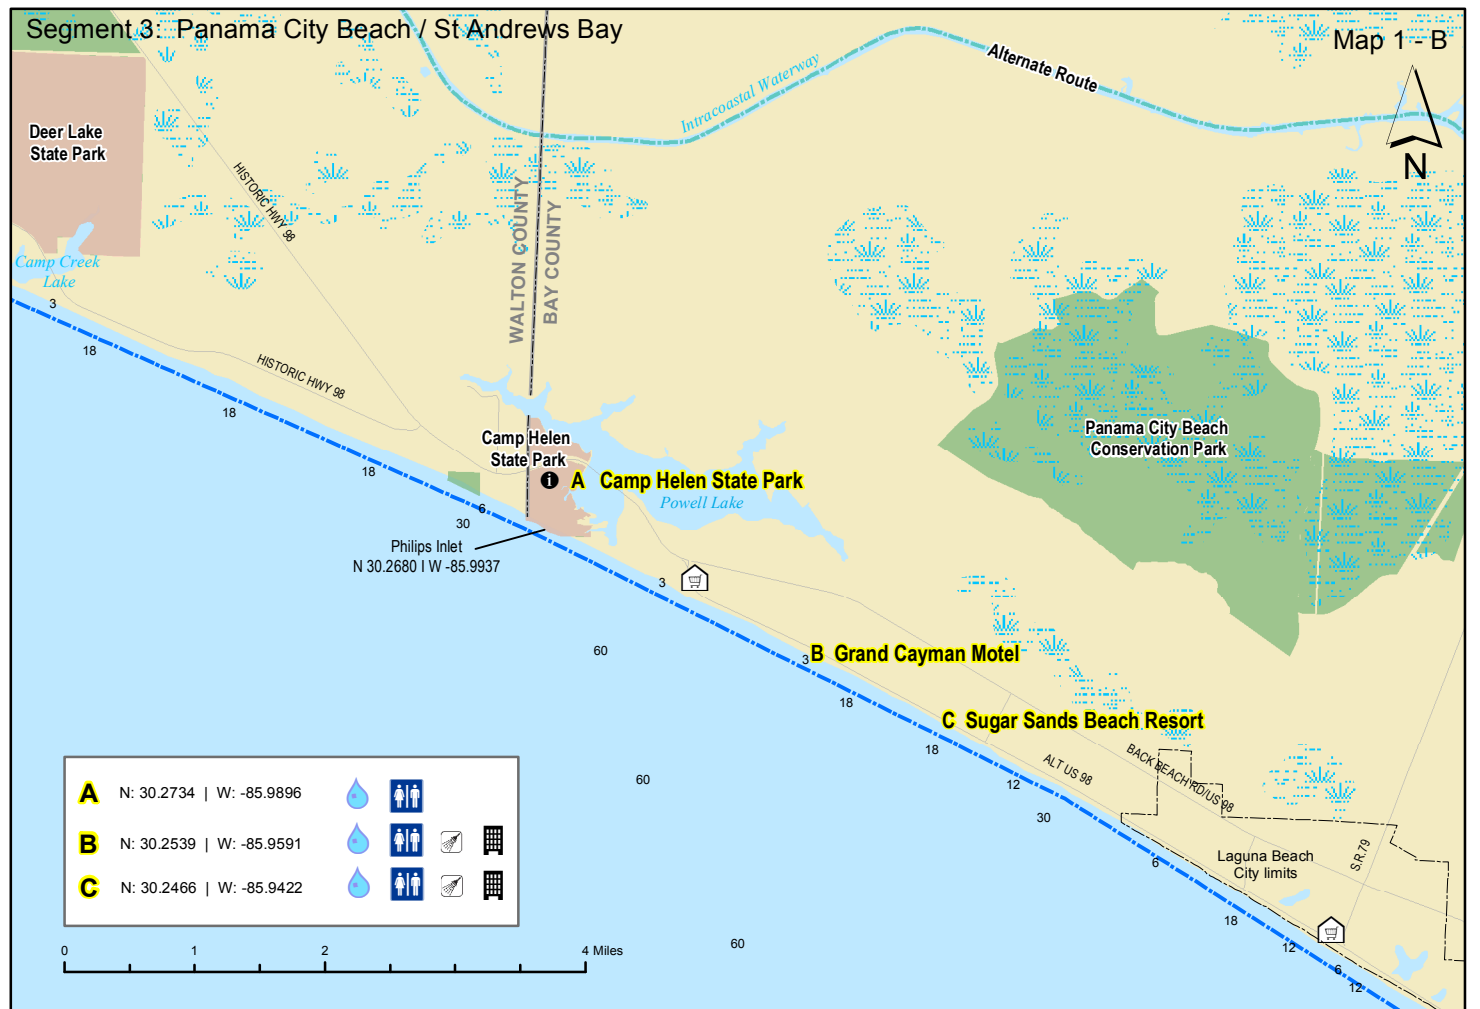 Segment 3: Panama City Beach / St Andrews Bay
Map 1 - B
Alternate Route
Intracoastal Waterway
N
Deer Lake
State Park
HISTORIC HWY 98
WALTON COUNTY
BAY COUNTY
Camp Creek
Lake
3
18
HISTORIC HWY 98
18
18
Camp Helen
State Park
i
A Camp Helen State Park
Powell Lake
Panama City Beach
Conservation Park
6
30
Philips Inlet
N 30.2680 I W -85.9937
3
60
3
B Grand Cayman Motel
18
C Sugar Sands Beach Resort
18
ALT US 98
BACK BEACH RD/US 98
12
30
60
6
Laguna Beach
City limits
S.R.79
18
12
6
12
60
A N: 30.2734 | W: -85.9896
B N: 30.2539 | W: -85.9591
C N: 30.2466 | W: -85.9422
0 1 2 4 Miles